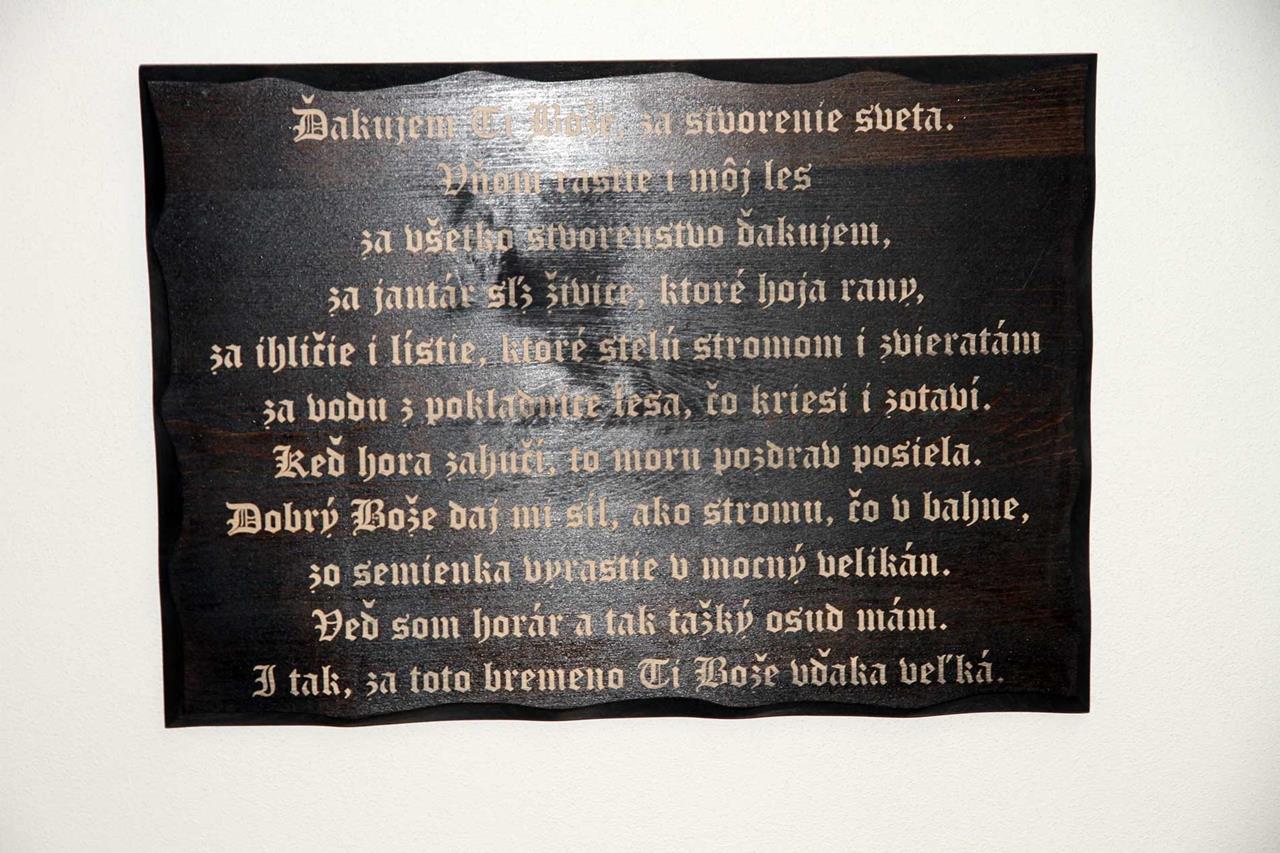 Ďakujem Ti Bože, za stvorenie sveta.
Vňom rastie i môj les
za všetko stvorenstvo ďakujem,
za jantár sĺz živice, ktoré hoja rany,
za ihličie i lístie, ktoré stelú stromom i zvieratám
za vodu z pokladnice lesa, čo kriesi i zotaví.
Keď hora zahučí, to moru pozdrav posiela.
Dobrý Bože daj mi síl, ako stromu, čo v bahne,
zo semienka vyrastie v mocný velikán.
Veď som horár a tak tažký osud mám.
I tak, za toto bremeno Ti Bože vďaka veľká.